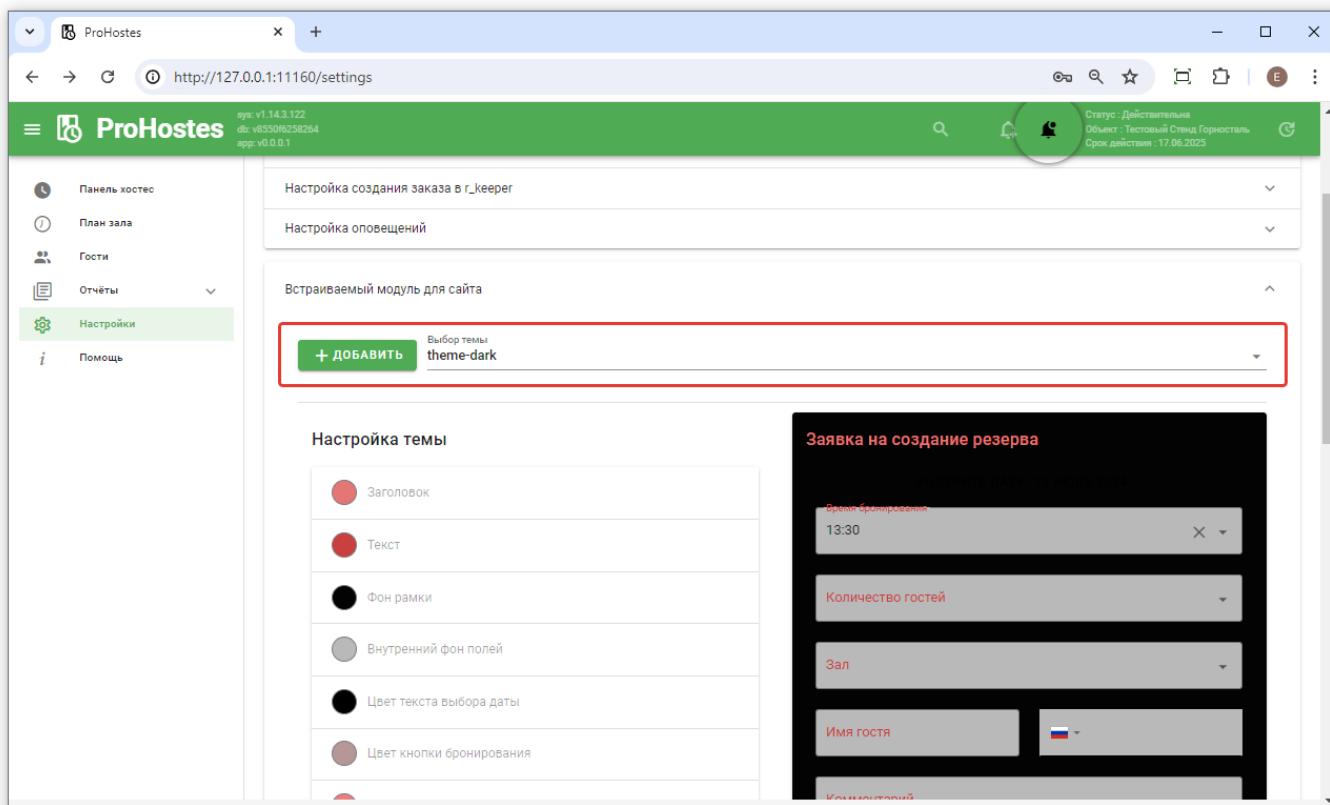 ProHostes
http://127.0.0.1:11160/settings
E
ProHostes
sys: v1.14.3.122
db: v8550f6258264
app: v0.0.0.1
Статус : Действительна
Объект : Тестовый Стенд Горносталь
Срок действия : 17.06.2025
Панель хостес
План зала
Гости
Отчёты
Настройки
Помощь
Настройка создания заказа в r_keeper
Настройка оповещений
Встраиваемый модуль для сайта
+ ДОБАВИТЬ
Выбор темы
theme-dark
Настройка темы
Заголовок
Текст
Фон рамки
Внутренний фон полей
Цвет текста выбора даты
Цвет кнопки бронирования
Заявка на создание резерва
Время бронирования
13:30
Количество гостей
Зал
Имя гостя
Комментарий